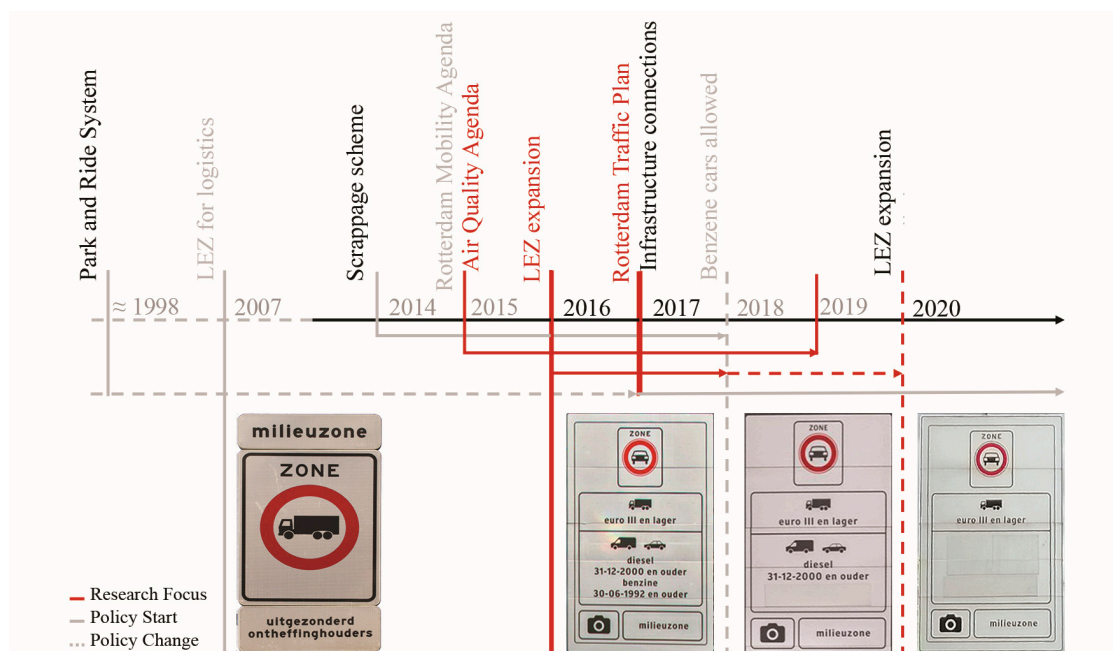 Park and Ride System
LEZ for logistics
Scrappage scheme
Rotterdam Mobility Agenda
Air Quality Agenda
LEZ expansion
Rotterdam Traffic Plan
Infrastructure connections
Benzene cars allowed
LEZ expansion
≈ 1998
2007
2014
2015
2016
2017
2018
2019
2020
milieuzone
ZONE
uitgezonderd
ontheffinghouders
ZONE
euro III en lager
diesel
31-12-2000 en ouder
benzine
30-06-1992 en ouder
milieuzone
ZONE
euro III en lager
diesel
31-12-2000 en ouder
milieuzone
ZONE
euro III en lager
milieuzone
Research Focus
Policy Start
Policy Change